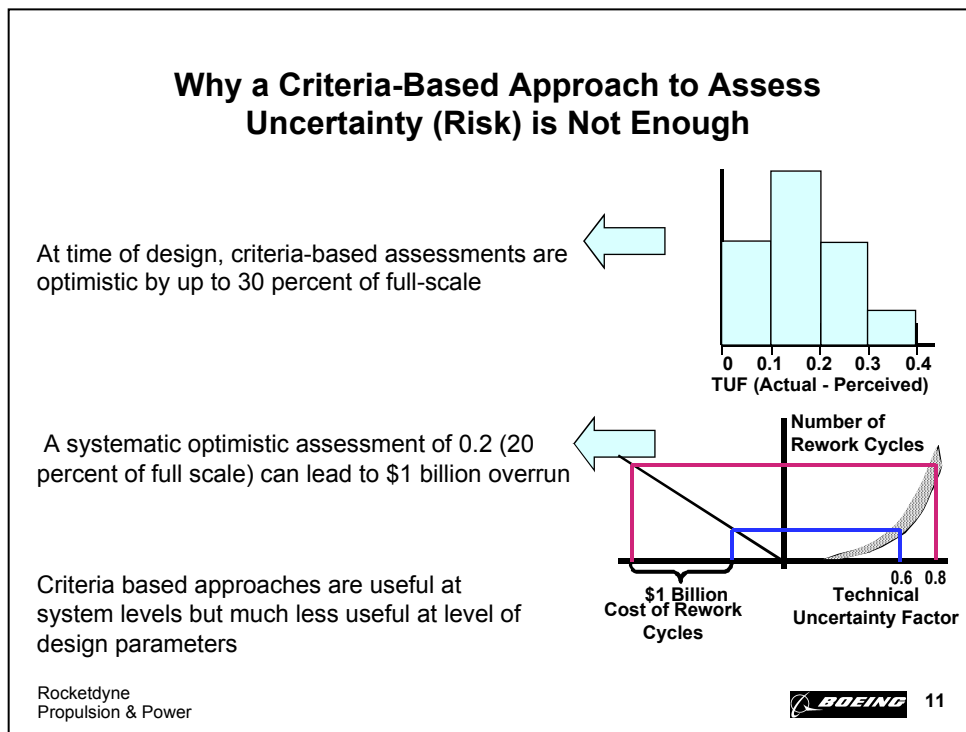 Why a Criteria-Based Approach to Assess
Uncertainty (Risk) is Not Enough
At time of design, criteria-based assessments are
optimistic by up to 30 percent of full-scale
0 0.1 0.2 0.3 0.4
TUF (Actual - Perceived)
A systematic optimistic assessment of 0.2 (20
percent of full scale) can lead to $1 billion overrun
Number of
Rework Cycles
0.6 0.8
$1 Billion
Cost of Rework
Cycles
Technical
Uncertainty Factor
Criteria based approaches are useful at
system levels but much less useful at level of
design parameters
Rocketdyne
Propulsion & Power
BOEING 11